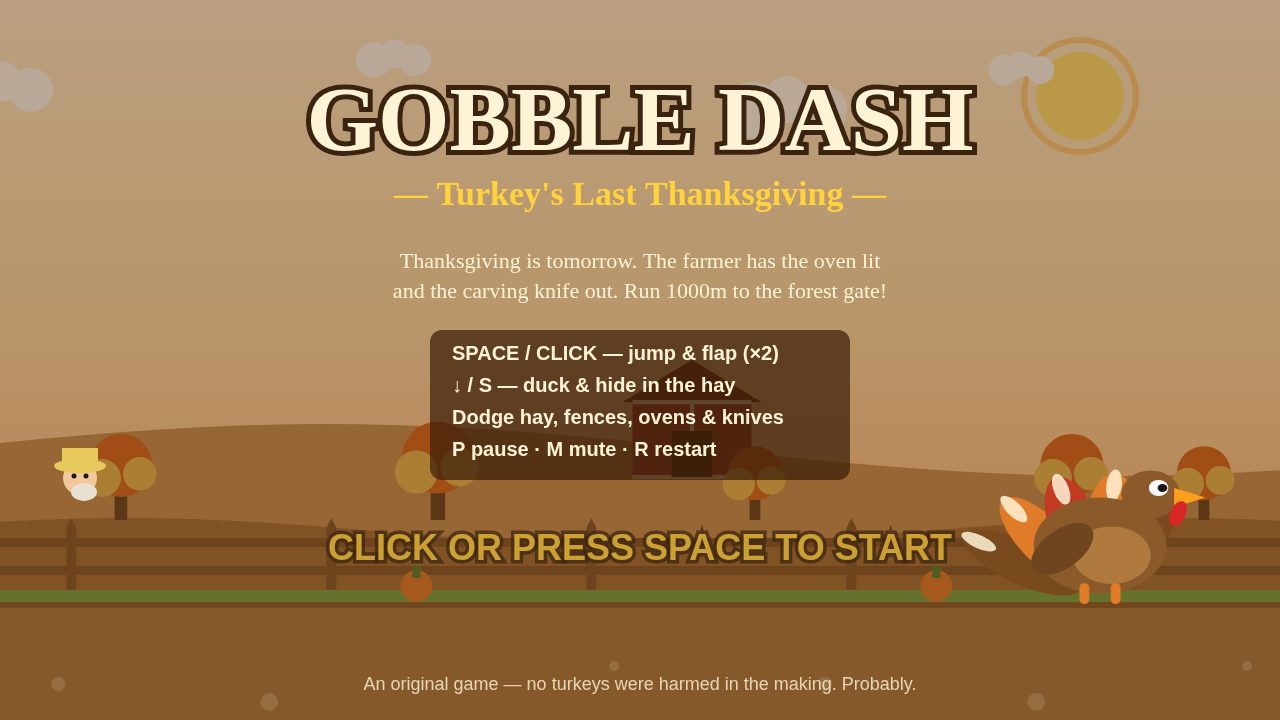 GOBBLE DASH
— Turkey's Last Thanksgiving —
Thanksgiving is tomorrow. The farmer has the oven lit
and the carving knife out. Run 1000m to the forest gate!
SPACE / CLICK — jump & flap (×2)
↓ / S — duck & hide in the hay
Dodge hay, fences, ovens & knives
P pause · M mute · R restart
CLICK OR PRESS SPACE TO START
An original game — no turkeys were harmed in the making. Probably.